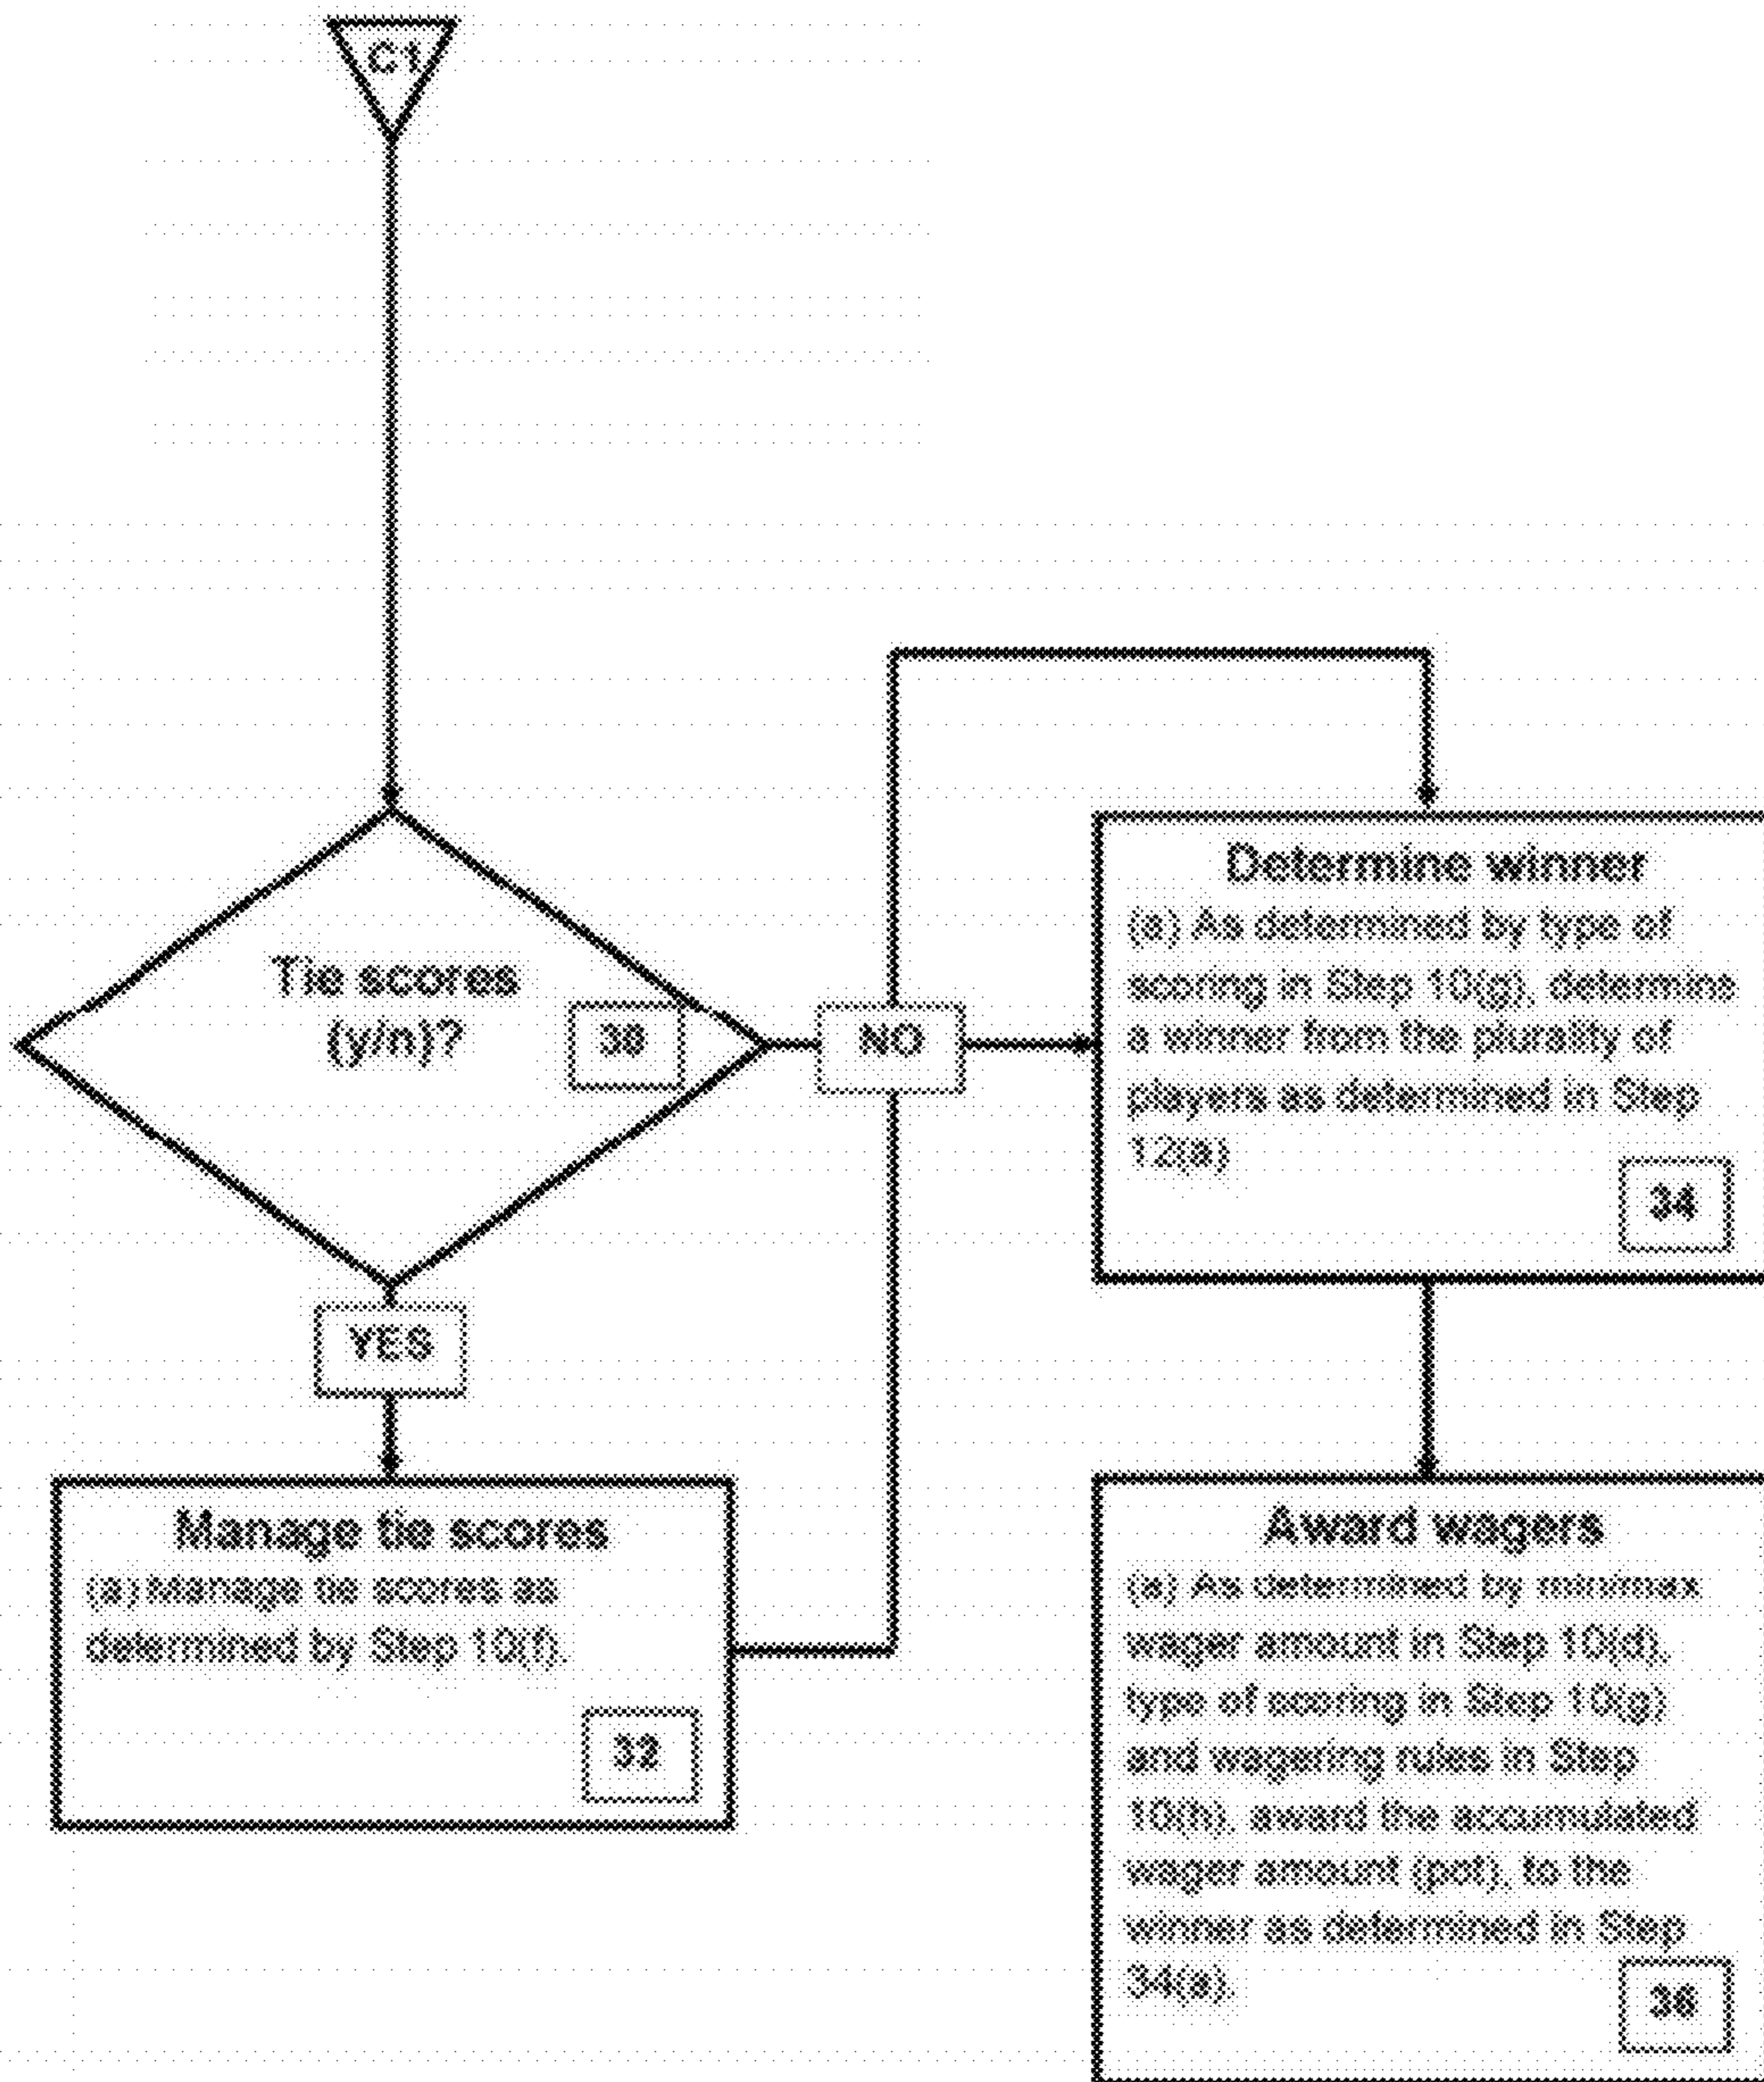 C1
Tie scores
(y/n)?
30
NO
YES
Determine winner
(a) As determined by type of
scoring in Step 10(g), determine
a winner from the plurality of
players as determined in Step
12(a)
34
Manage tie scores
(a) Manage tie scores as
determined by Step 10(f).
32
Award wagers
(a) As determined by minimax
wager amount in Step 10(d),
type of scoring in Step 10(g)
and wagering rules in Step
10(h), award the accumulated
wager amount (pot), to the
winner as determined in Step
34(a).
36